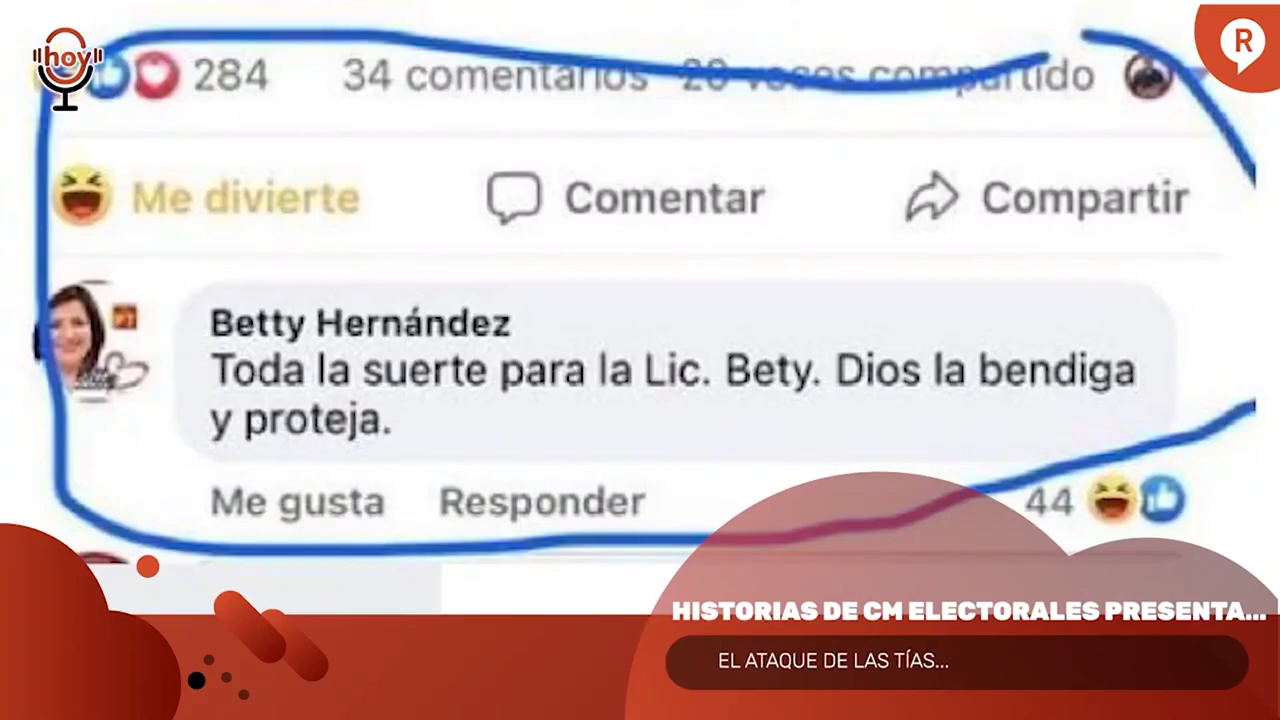 hoy
R
284 34 comentarios 20 veces compartido
Me divierte Comentar Compartir
Betty Hernández
Toda la suerte para la Lic. Bety. Dios la bendiga
y proteja.
Me gusta Responder 44
HISTORIAS DE CM ELECTORALES PRESENTA...
EL ATAQUE DE LAS TÍAS...